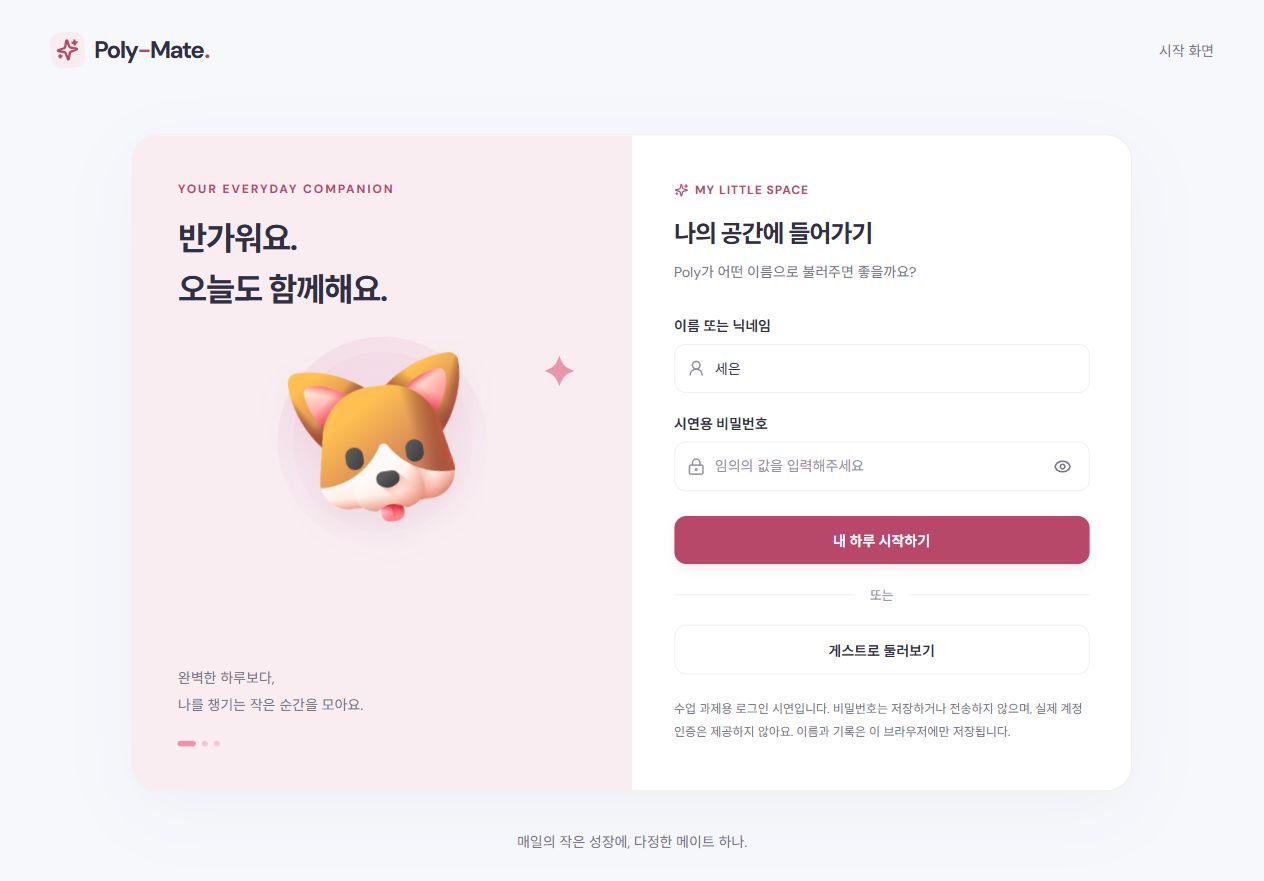 Poly-Mate.
시작 화면
YOUR EVERYDAY COMPANION
반가워요.
오늘도 함께해요.
완벽한 하루보다,
나를 챙기는 작은 순간을 모아요.
MY LITTLE SPACE
나의 공간에 들어가기
Poly가 어떤 이름으로 불러주면 좋을까요?
이름 또는 닉네임
세은
시연용 비밀번호
임의의 값을 입력해주세요
내 하루 시작하기
또는
게스트로 둘러보기
수업 과제용 로그인 시연입니다. 비밀번호는 저장하거나 전송하지 않으며, 실제 계정
인증은 제공하지 않아요. 이름과 기록은 이 브라우저에만 저장됩니다.
매일의 작은 성장에, 다정한 메이트 하나.